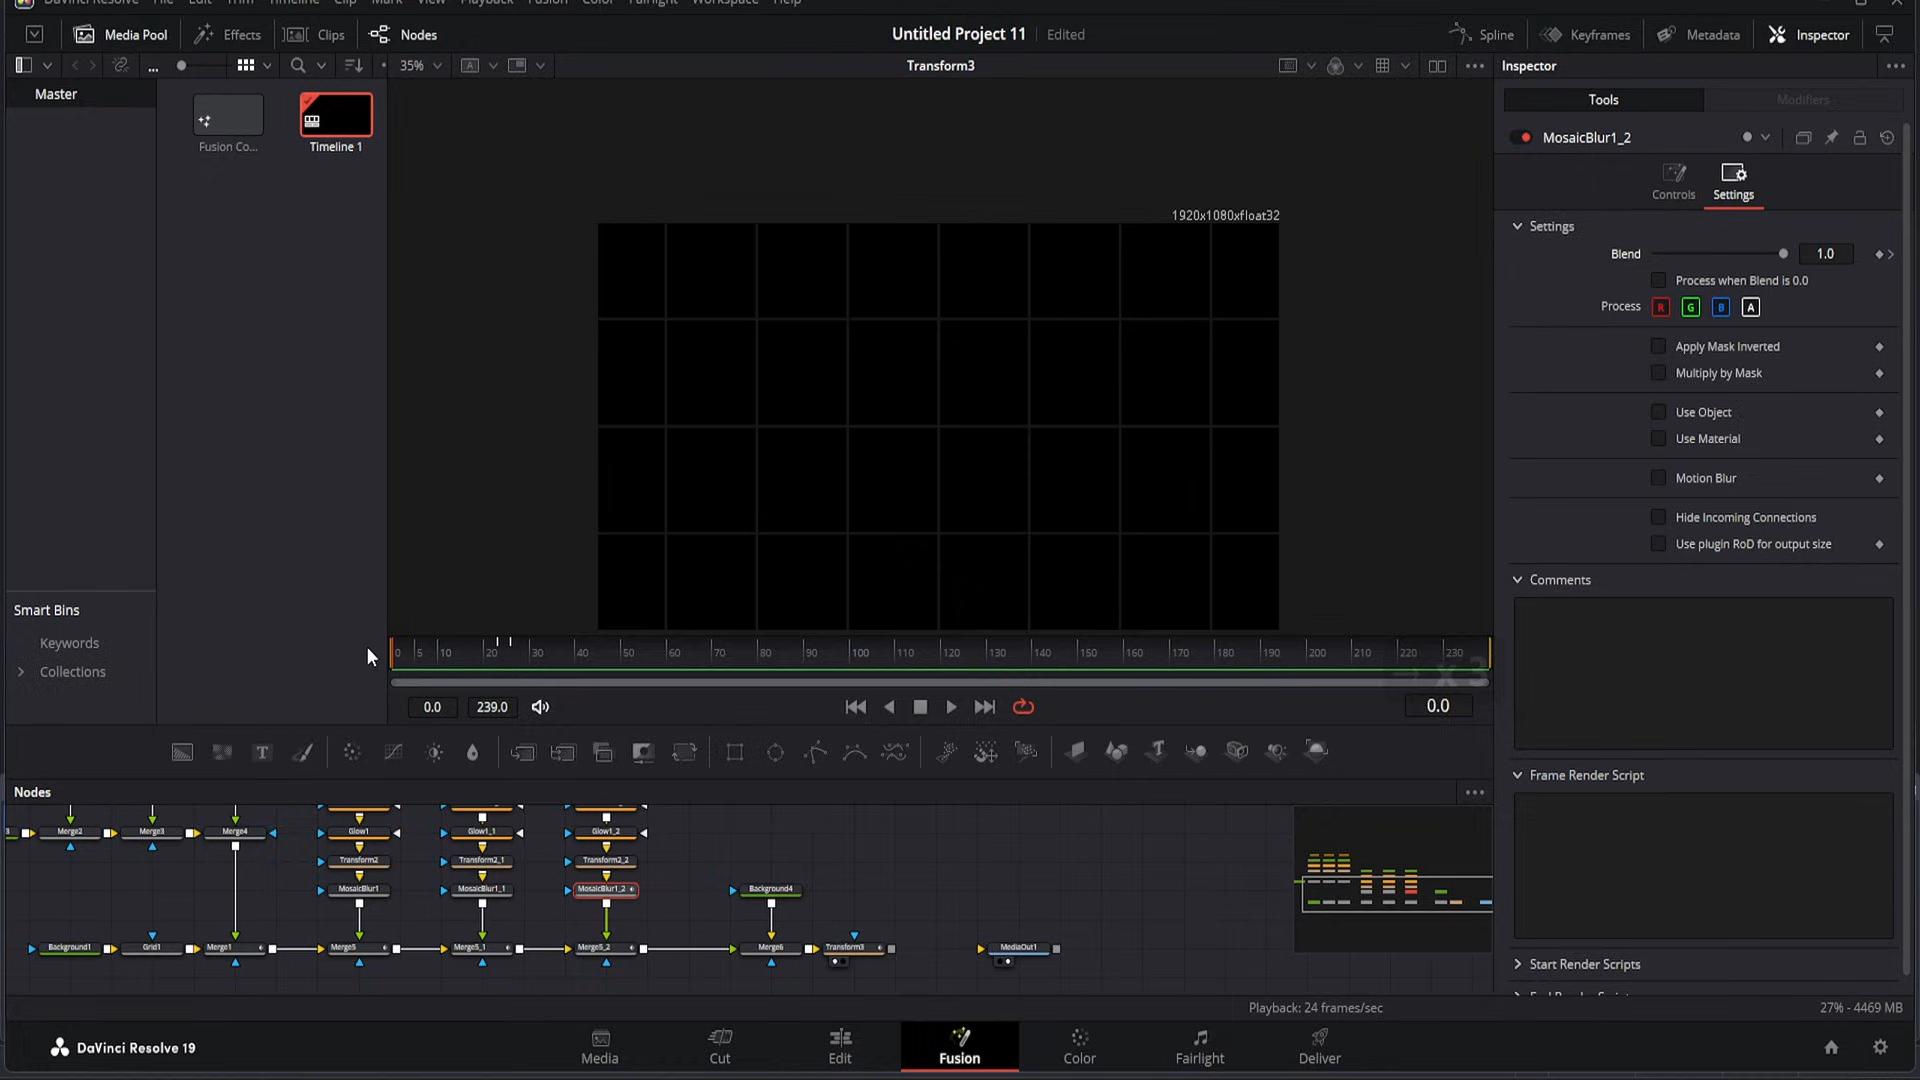 DaVinci Resolve File Edit Trim Timeline Clip Mark View Playback Fusion Color Fairlight Workspace Help
Media Pool Effects Clips Nodes Untitled Project 11 Edited Spline Keyframes Metadata Inspector
35% Transform3 Inspector
Master
Fusion Co...
Timeline 1
1920x1080xfloat32
Tools Modifiers
MosaicBlur1_2
Controls Settings
Settings
Blend 1.0
Process when Blend is 0.0
Process R G B A
Apply Mask Inverted
Multiply by Mask
Use Object
Use Material
Motion Blur
Hide Incoming Connections
Use plugin RoD for output size
Comments
Frame Render Script
Start Render Scripts
Smart Bins
Keywords
Collections
0 5 10 20 30 40 50 60 70 80 90 100 110 120 130 140 150 160 170 180 190 200 210 220 230
→ x 3
0.0 239.0 0.0
Nodes
Merge2 Merge3 Merge4 Glow1 Glow1_1 Glow1_2
Transform2 Transform2_1 Transform2_2
MosaicBlur1 MosaicBlur1_1 MosaicBlur1_2 Background4
Background1 Grid1 Merge1 Merge5 Merge5_1 Merge5_2 Merge6 Transform3 MediaOut1
Playback: 24 frames/sec 27% - 4469 MB
DaVinci Resolve 19 Media Cut Edit Fusion Color Fairlight Deliver